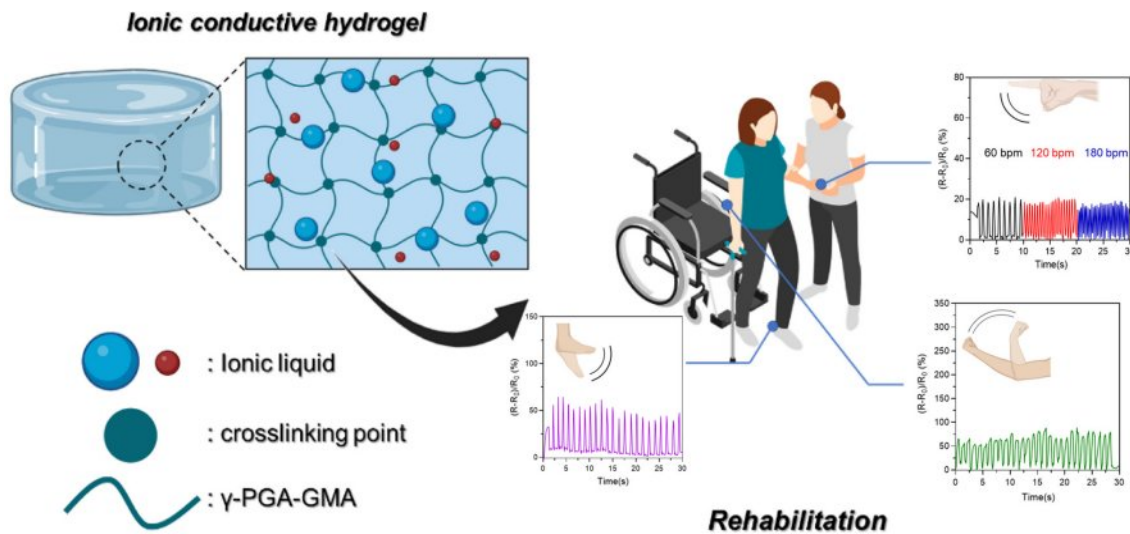 Ionic conductive hydrogel
: Ionic liquid
: crosslinking point
: γ-PGA-GMA
(R-R₀)/R₀ (%)
150
100
50
0
0 5 10 15 20 25 30
Time(s)
(R-R₀)/R₀ (%)
80
60
40
20
0
60 bpm 120 bpm 180 bpm
0 5 10 15 20 25 30
Time(s)
(R-R₀)/R₀ (%)
350
300
250
200
150
100
50
0
0 5 10 15 20 25 30
Time(s)
Rehabilitation